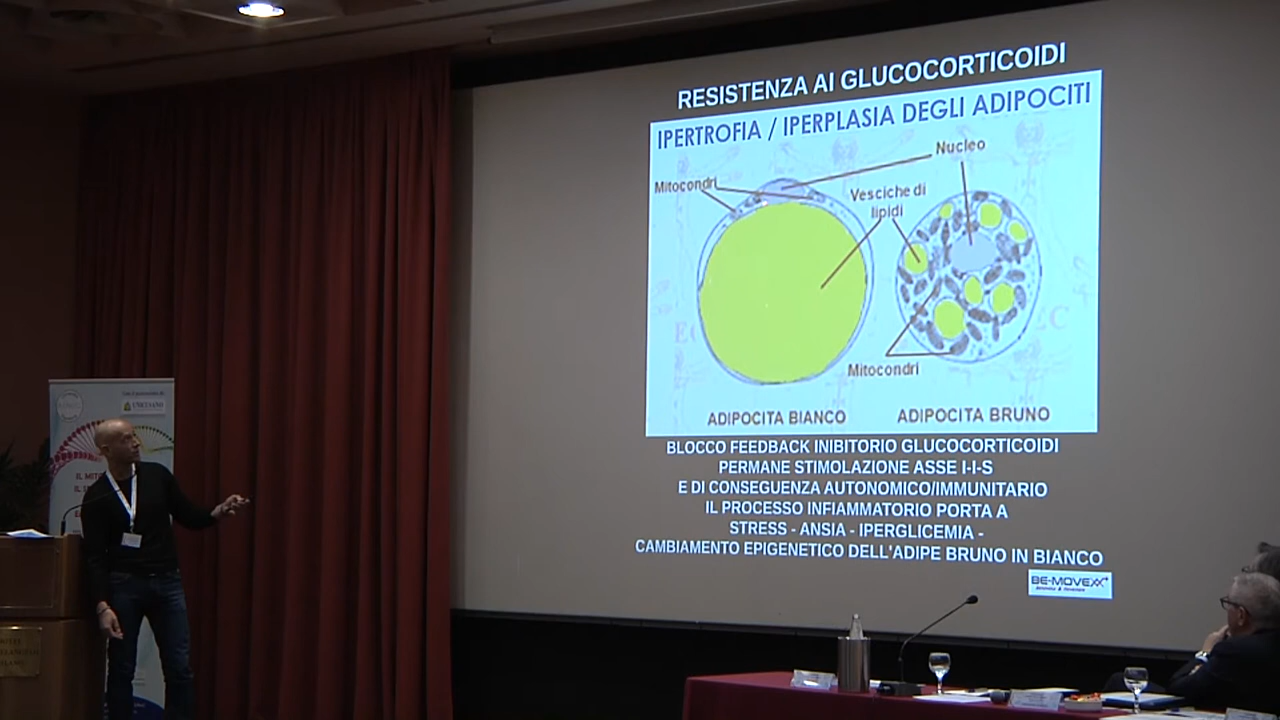 RESISTENZA AI GLUCOCORTICOIDI
IPERTROFIA / IPERPLASIA DEGLI ADIPOCITI
Nucleo
Mitocondri
Vesciche di
lipidi
Mitocondri
ADIPOCITA BIANCO
ADIPOCITA BRUNO
BLOCCO FEEDBACK INIBITORIO GLUCOCORTICOIDI
PERMANE STIMOLAZIONE ASSE I-I-S
E DI CONSEGUENZA AUTONOMICO/IMMUNITARIO
IL PROCESSO INFIAMMATORIO PORTA A
STRESS - ANSIA - IPERGLICEMIA -
CAMBIAMENTO EPIGENETICO DELL'ADIPE BRUNO IN BIANCO
BE-MOVE